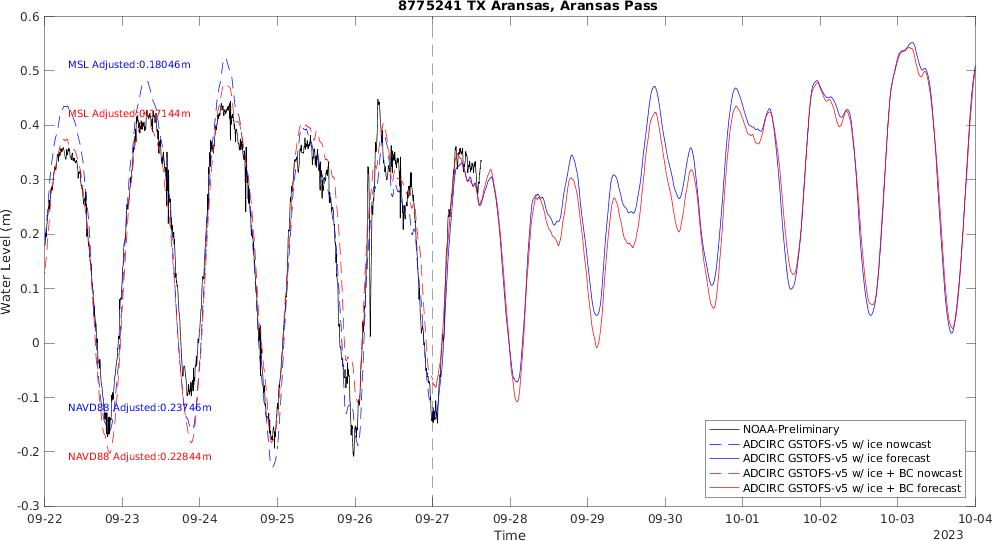 8775241 TX Aransas, Aransas Pass
0.6
0.5
0.4
0.3
0.2
0.1
0
-0.1
-0.2
-0.3
Water Level (m)
MSL Adjusted:0.18046m
MSL Adjusted:0.17144m
NAVD88 Adjusted:0.23746m
NAVD88 Adjusted:0.22844m
NOAA-Preliminary
ADCIRC GSTOFS-v5 w/ ice nowcast
ADCIRC GSTOFS-v5 w/ ice forecast
ADCIRC GSTOFS-v5 w/ ice + BC nowcast
ADCIRC GSTOFS-v5 w/ ice + BC forecast
09-22 09-23 09-24 09-25 09-26 09-27 09-28 09-29 09-30 10-01 10-02 10-03 10-04
Time
2023